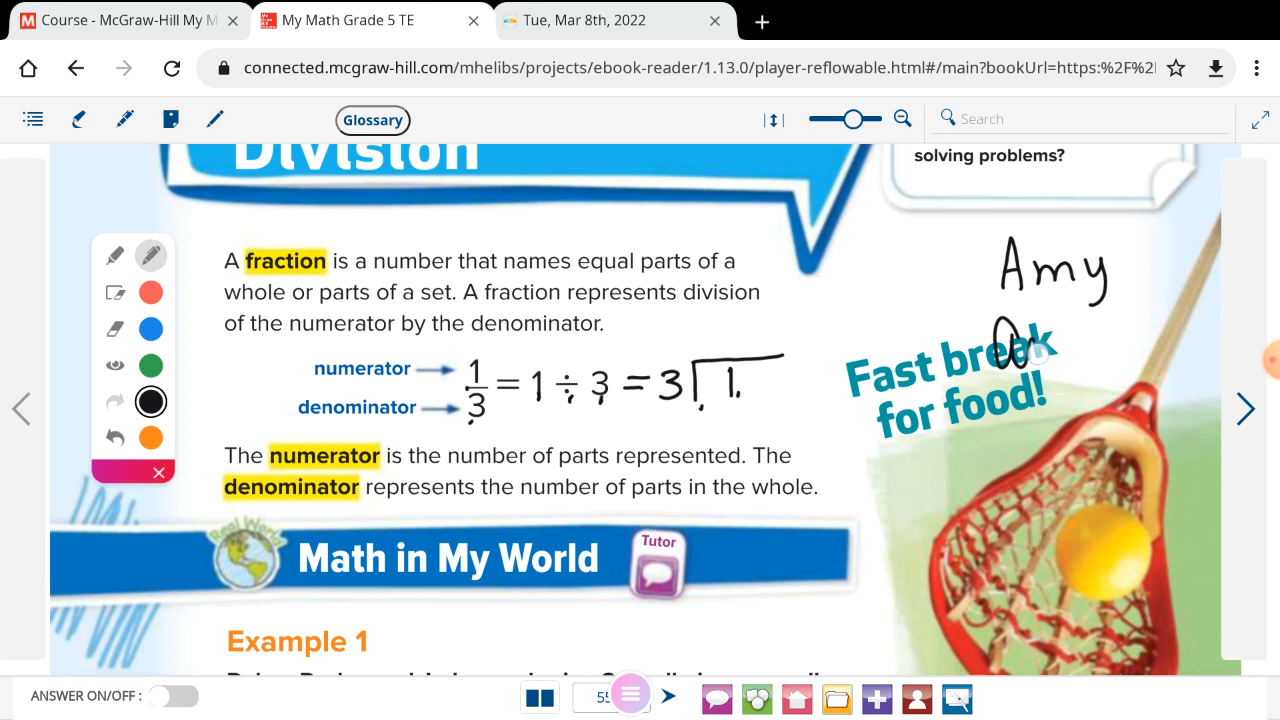 Course - McGraw-Hill My M
My Math Grade 5 TE
Tue, Mar 8th, 2022
connected.mcgraw-hill.com/mhelibs/projects/ebook-reader/1.13.0/player-reflowable.html#/main?bookUrl=https:%2F%2
Glossary
Search
Division
solving problems?
A fraction is a number that names equal parts of a
whole or parts of a set. A fraction represents division
of the numerator by the denominator.
Amy
numerator → 1/3 = 1 ÷ 3 = 3⟌1.
denominator →
Fast break
for food!
The numerator is the number of parts represented. The
denominator represents the number of parts in the whole.
Real World
Math in My World
Tutor
Example 1
ANSWER ON/OFF :